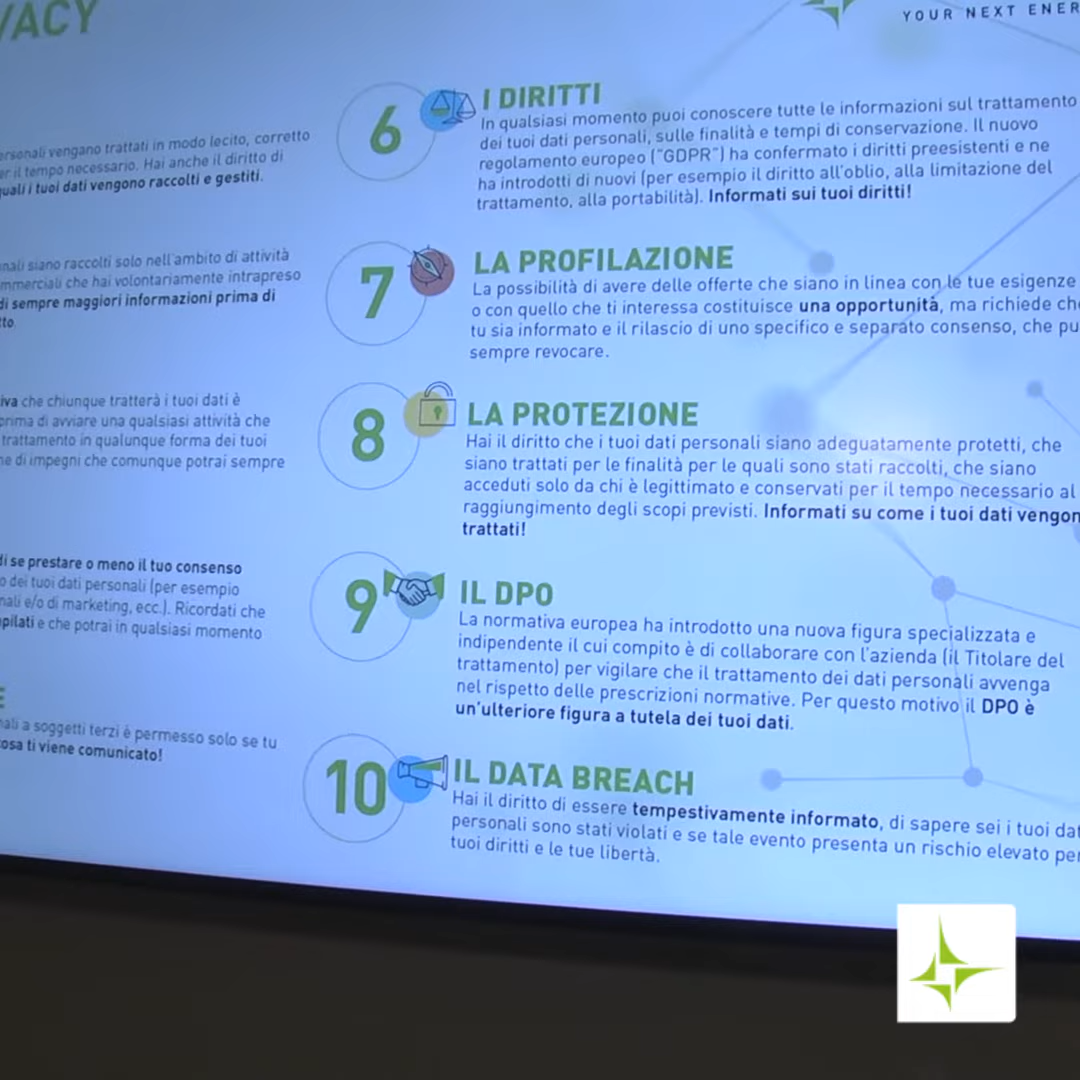 VACY
YOUR NEXT ENER
personali vengano trattati in modo lecito, corretto
er il tempo necessario. Hai anche il diritto di
quali i tuoi dati vengono raccolti e gestiti.
nali siano raccolti solo nell'ambito di attività
mmerciali che hai volontariamente intrapreso
di sempre maggiori informazioni prima di
tto.
iva che chiunque tratterà i tuoi dati è
prima di avviare una qualsiasi attività che
trattamento in qualunque forma dei tuoi
ne di impegni che comunque potrai sempre
di se prestare o meno il tuo consenso
o dei tuoi dati personali (per esempio
nali e/o di marketing, ecc.). Ricordati che
pilati e che potrai in qualsiasi momento
E
nali a soggetti terzi è permesso solo se tu
cosa ti viene comunicato!
6 I DIRITTI
In qualsiasi momento puoi conoscere tutte le informazioni sul trattamento
dei tuoi dati personali, sulle finalità e tempi di conservazione. Il nuovo
regolamento europeo ("GDPR") ha confermato i diritti preesistenti e ne
ha introdotti di nuovi (per esempio il diritto all'oblio, alla limitazione del
trattamento, alla portabilità). Informati sui tuoi diritti!
7 LA PROFILAZIONE
La possibilità di avere delle offerte che siano in linea con le tue esigenze
o con quello che ti interessa costituisce una opportunità, ma richiede che
tu sia informato e il rilascio di uno specifico e separato consenso, che pu
sempre revocare.
8 LA PROTEZIONE
Hai il diritto che i tuoi dati personali siano adeguatamente protetti, che
siano trattati per le finalità per le quali sono stati raccolti, che siano
acceduti solo da chi è legittimato e conservati per il tempo necessario al
raggiungimento degli scopi previsti. Informati su come i tuoi dati vengon
trattati!
9 IL DPO
La normativa europea ha introdotto una nuova figura specializzata e
indipendente il cui compito è di collaborare con l'azienda (il Titolare del
trattamento) per vigilare che il trattamento dei dati personali avvenga
nel rispetto delle prescrizioni normative. Per questo motivo il DPO è
un'ulteriore figura a tutela dei tuoi dati.
10 IL DATA BREACH
Hai il diritto di essere tempestivamente informato, di sapere sei i tuoi dat
personali sono stati violati e se tale evento presenta un rischio elevato per
tuoi diritti e le tue libertà.